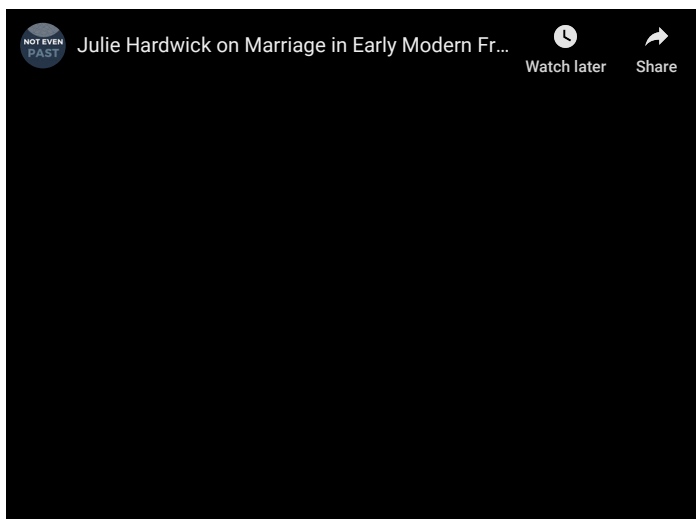 NOT EVEN
PAST
Julie Hardwick on Marriage in Early Modern Fr...
Watch later
Share